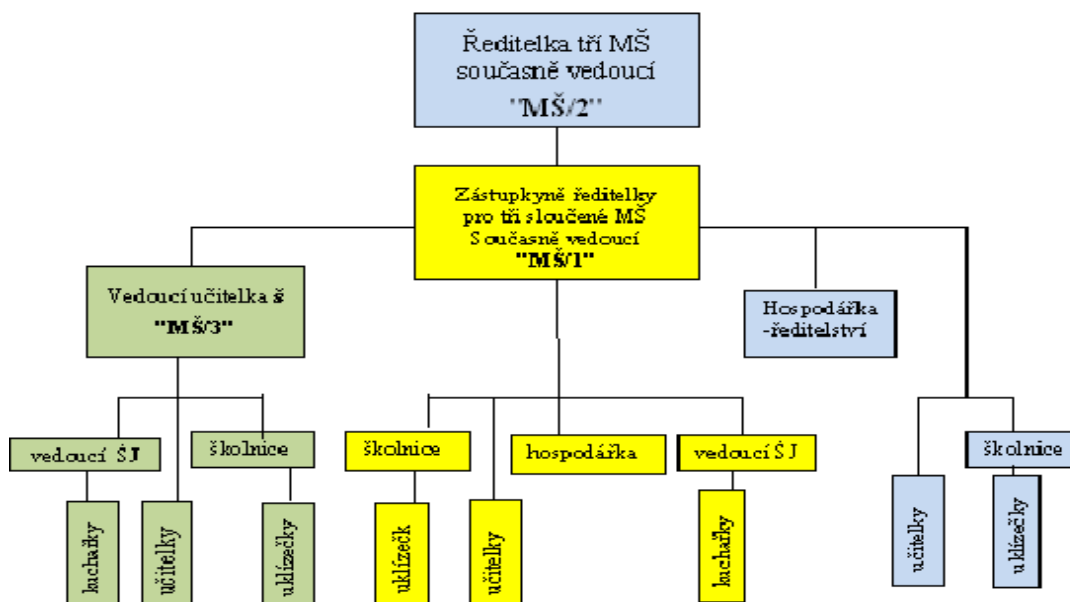 Ředitelka tří MŠ
současně vedoucí
"MŠ/2"
Zástupkyně ředitelky
pro tři sloučené MŠ
Současně vedoucí
"MŠ/1"
Vedoucí učitelka š
"MŠ/3"
Hospodářka
-ředitelství
vedoucí ŠJ
školnice
školnice
hospodářka
vedoucí ŠJ
školnice
kuchařky
učitelky
uklízečky
uklízečk
učitelky
kuchařky
učitelky
uklízečky